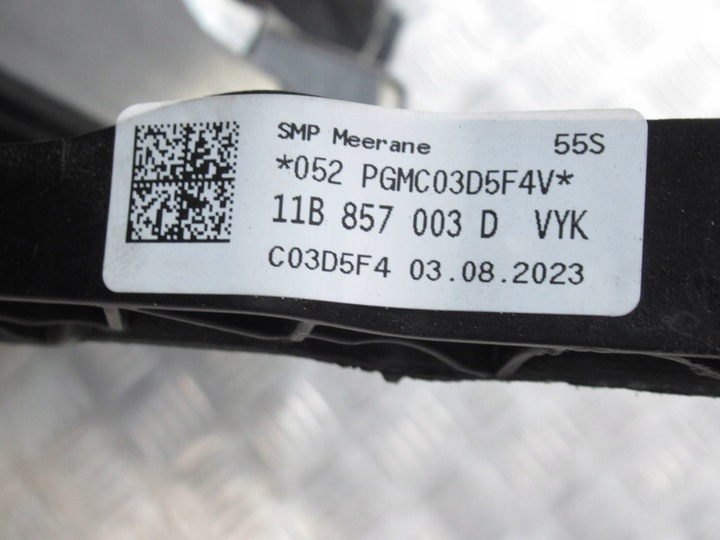 SMP Meerane 55S
*052 PGMC03D5F4V*
11B 857 003 D VYK
C03D5F4 03.08.2023